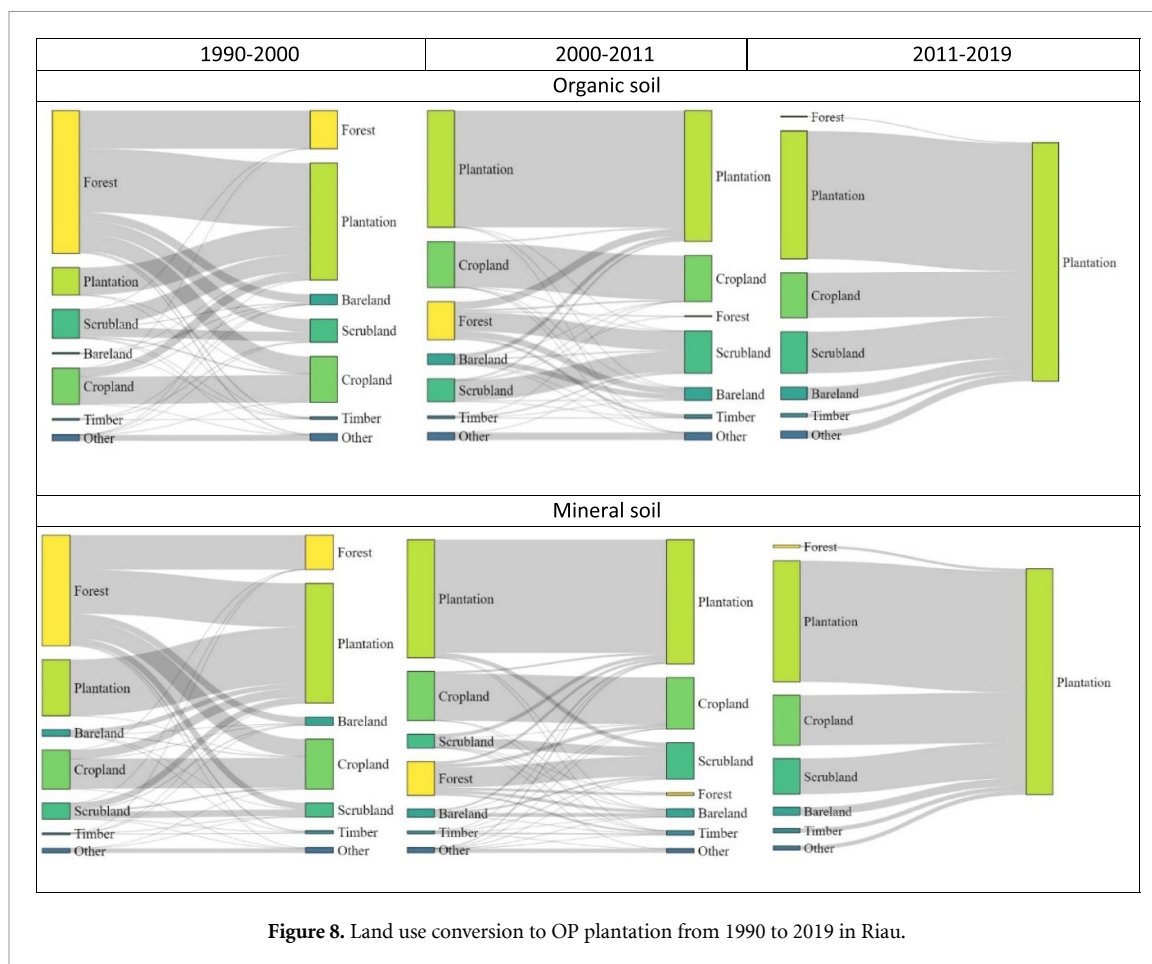 1990-2000
2000-2011
2011-2019
Organic soil
Forest
Plantation
Scrubland
Bareland
Cropland
Timber
Other
Forest
Plantation
Bareland
Scrubland
Cropland
Timber
Other
Plantation
Cropland
Forest
Bareland
Scrubland
Timber
Other
Plantation
Cropland
Forest
Scrubland
Bareland
Timber
Other
Forest
Plantation
Cropland
Scrubland
Bareland
Timber
Other
Plantation
Mineral soil
Forest
Plantation
Bareland
Cropland
Scrubland
Timber
Other
Forest
Plantation
Bareland
Cropland
Scrubland
Timber
Other
Plantation
Cropland
Scrubland
Forest
Bareland
Timber
Other
Plantation
Cropland
Scrubland
Forest
Bareland
Timber
Other
Forest
Plantation
Cropland
Scrubland
Bareland
Timber
Other
Plantation
Figure 8. Land use conversion to OP plantation from 1990 to 2019 in Riau.